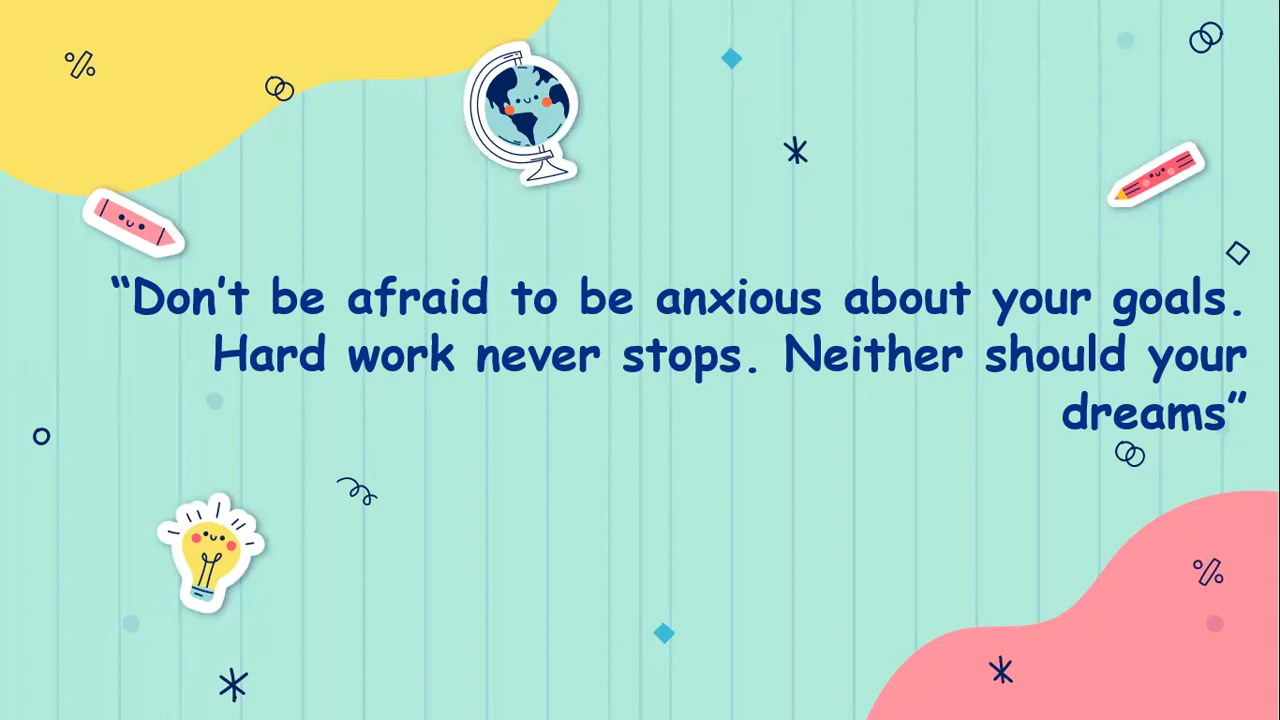 “Don’t be afraid to be anxious about your goals.
Hard work never stops. Neither should your
dreams”